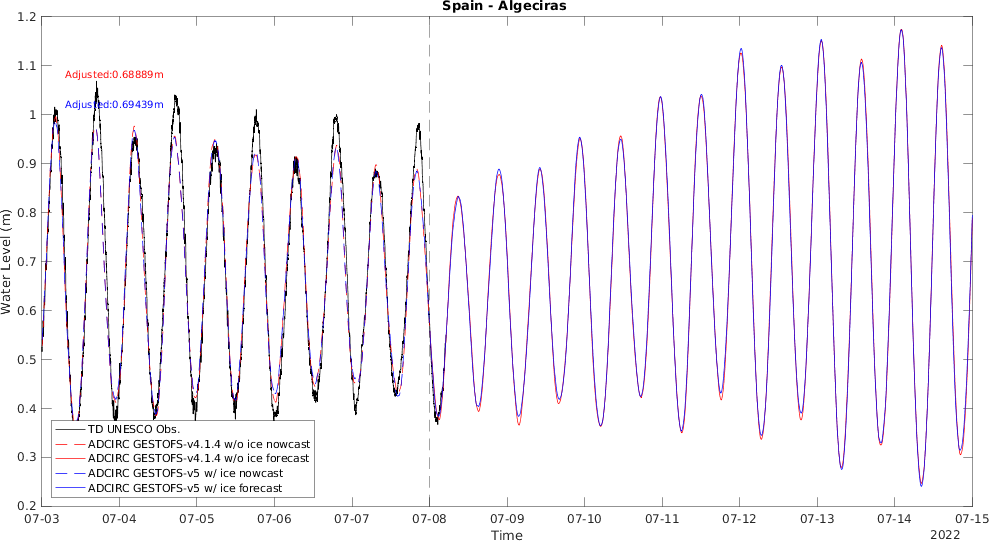 Spain - Algeciras
1.2
1.1
1
0.9
0.8
0.7
0.6
0.5
0.4
0.3
0.2
Water Level (m)
Adjusted:0.68889m
Adjusted:0.69439m
TD UNESCO Obs.
ADCIRC GESTOFS-v4.1.4 w/o ice nowcast
ADCIRC GESTOFS-v4.1.4 w/o ice forecast
ADCIRC GESTOFS-v5 w/ ice nowcast
ADCIRC GESTOFS-v5 w/ ice forecast
07-03 07-04 07-05 07-06 07-07 07-08 07-09 07-10 07-11 07-12 07-13 07-14 07-15
Time
2022